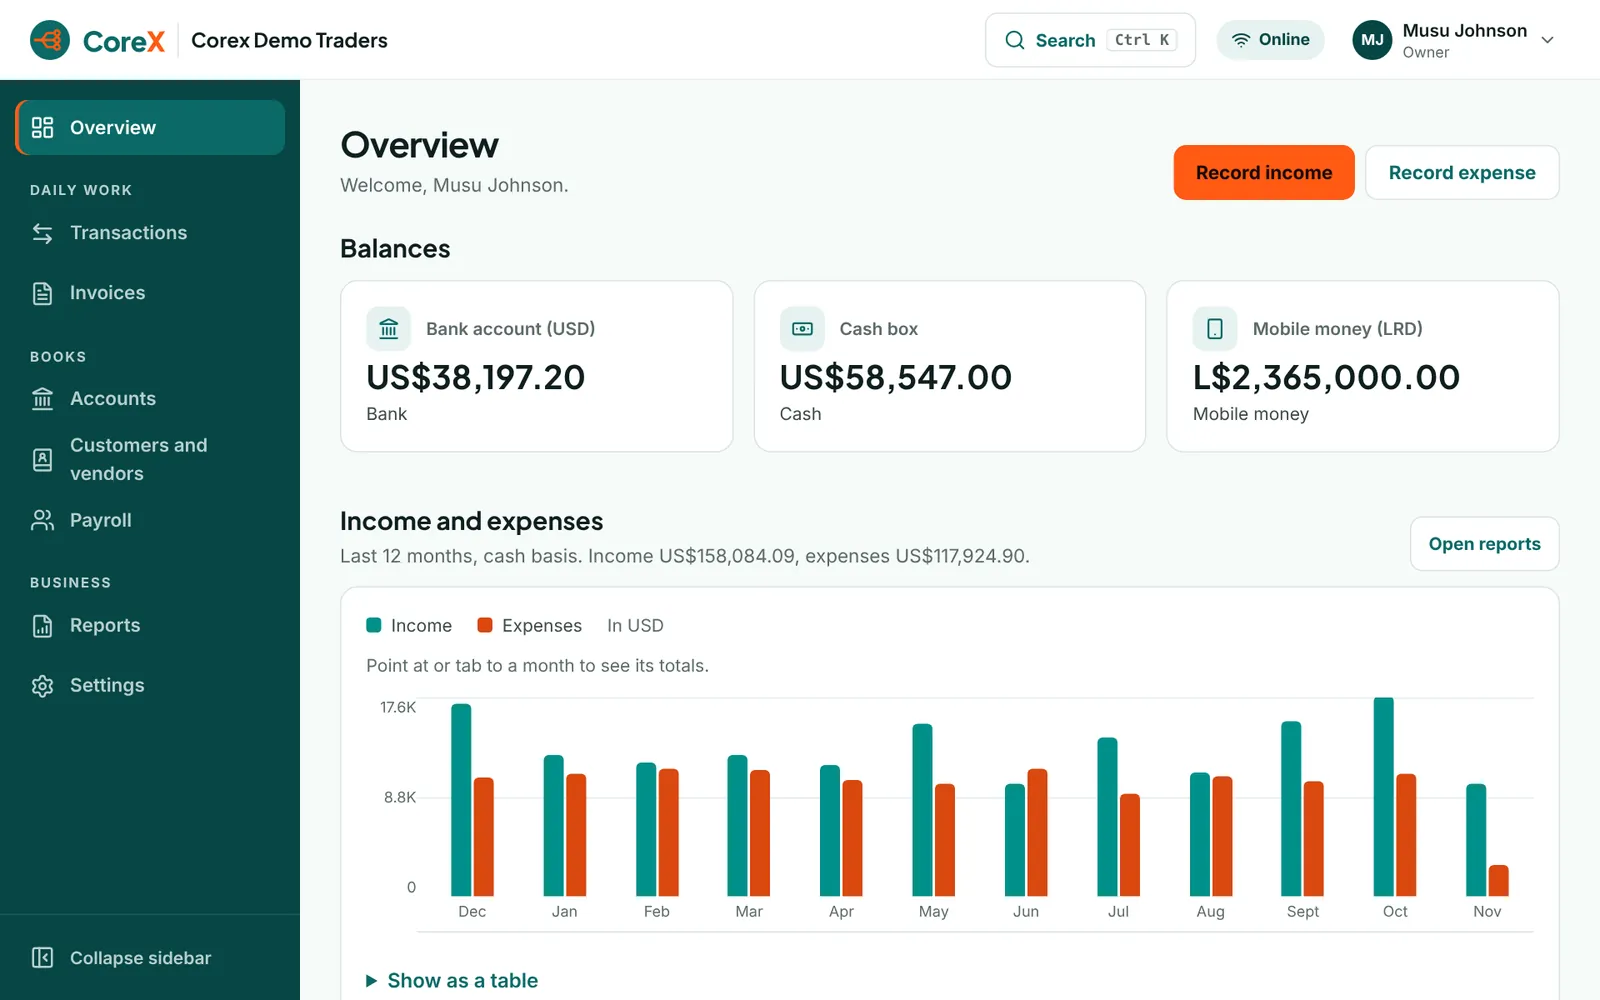 CoreX
Corex Demo Traders
Search Ctrl K
Online
MJ
Musu Johnson
Owner
Overview
DAILY WORK
Transactions
Invoices
BOOKS
Accounts
Customers and
vendors
Payroll
BUSINESS
Reports
Settings
Collapse sidebar
Overview
Welcome, Musu Johnson.
Record income
Record expense
Balances
Bank account (USD)
US$38,197.20
Bank
Cash box
US$58,547.00
Cash
Mobile money (LRD)
L$2,365,000.00
Mobile money
Income and expenses
Last 12 months, cash basis. Income US$158,084.09, expenses US$117,924.90.
Open reports
Income Expenses In USD
Point at or tab to a month to see its totals.
17.6K
8.8K
0
Dec Jan Feb Mar Apr May Jun Jul Aug Sept Oct Nov
Show as a table